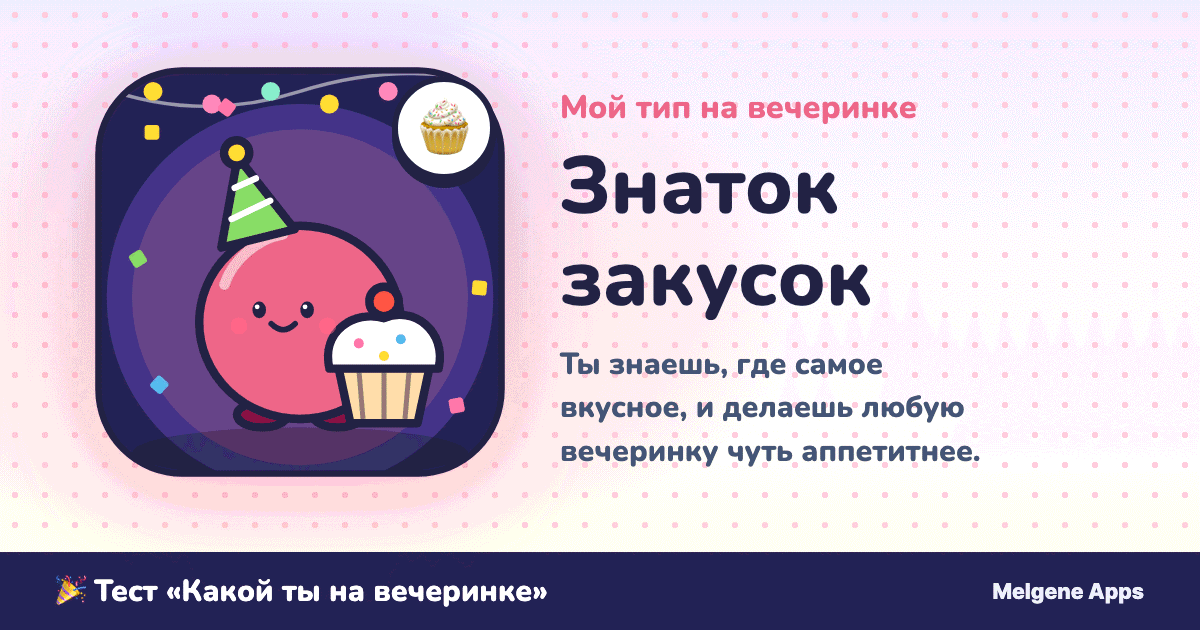 Мой тип на вечеринке
Знаток
закусок
Ты знаешь, где самое
вкусное, и делаешь любую
вечеринку чуть аппетитнее.
🎉 Тест «Какой ты на вечеринке»
Melgene Apps